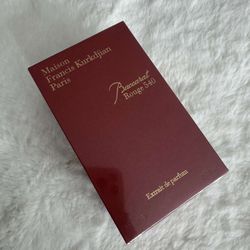 Maison
Francis Kurkdjian
Paris
Baccarat
Rouge 540
Extrait de parfum